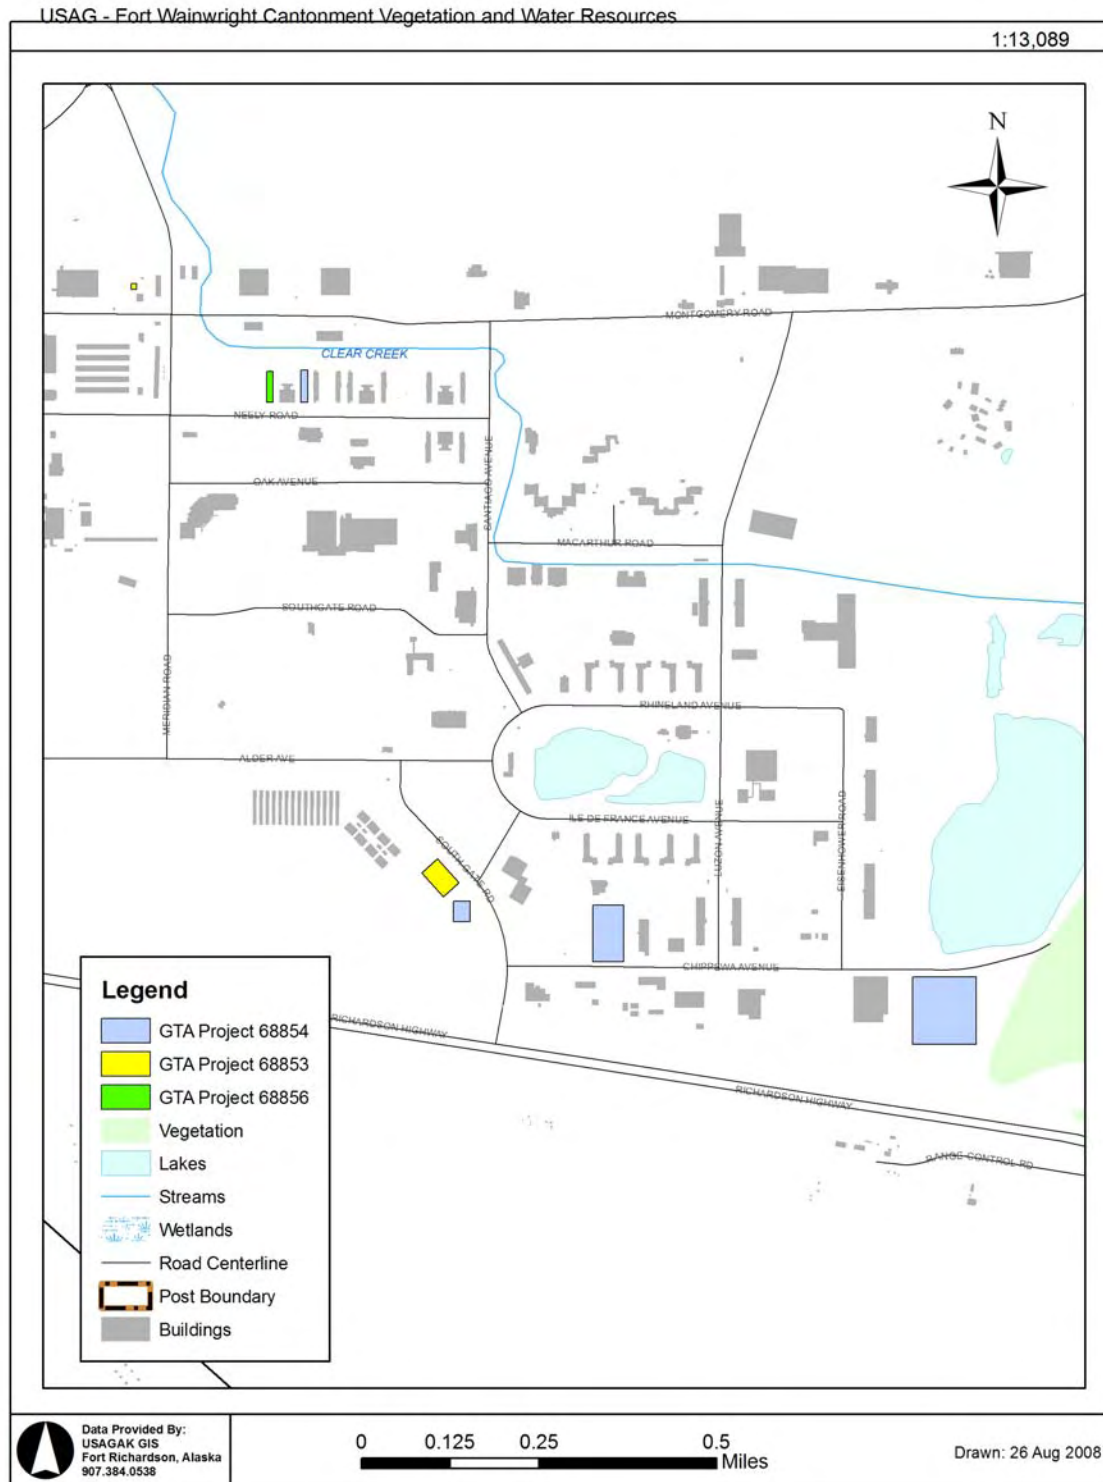 USAG - Fort Wainwright Cantonment Vegetation and Water Resources
1:13,089
N
MONTGOMERY ROAD
CLEAR CREEK
NEELY ROAD
SANTIAGO AVENUE
OAK AVENUE
MACARTHUR ROAD
SOUTHGATE ROAD
MERIDIAN ROAD
RHINELAND AVENUE
ALDER AVE
ILE DE FRANCE AVENUE
LUZON AVENUE
EISENHOWER ROAD
SOUTH GATE RD
CHIPPEWA AVENUE
RICHARDSON HIGHWAY
RICHARDSON HIGHWAY
RANGE CONTROL RD
Legend
GTA Project 68854
GTA Project 68853
GTA Project 68856
Vegetation
Lakes
Streams
Wetlands
Road Centerline
Post Boundary
Buildings
Data Provided By:
USAGAK GIS
Fort Richardson, Alaska
907.384.0538
0 0.125 0.25 0.5
Miles
Drawn: 26 Aug 2008